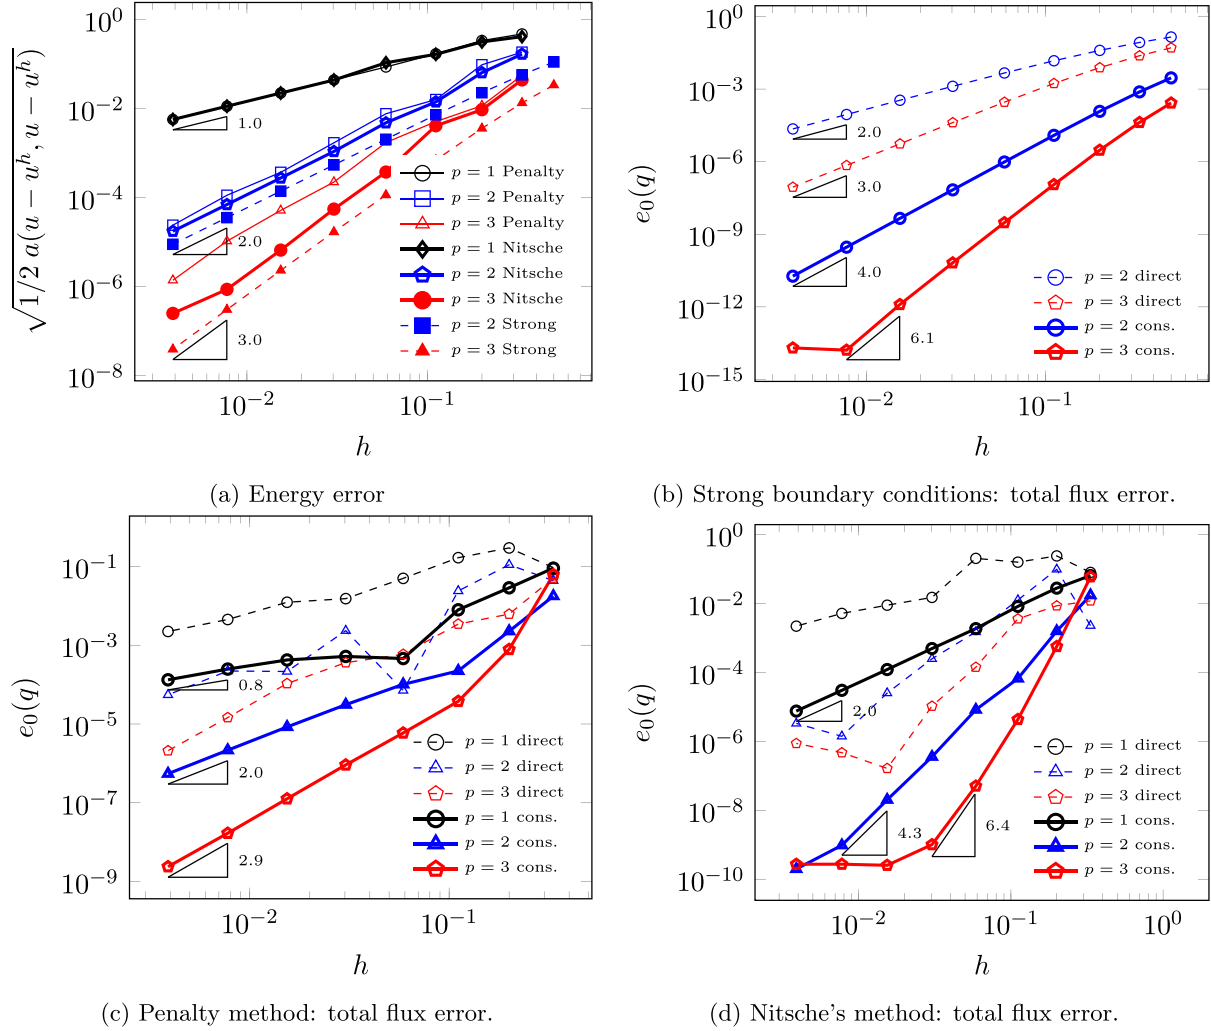 10^0
10^{-2}
10^{-4}
10^{-6}
10^{-8}
\sqrt{1/2 a(u − u^h, u − u^h)}
1.0
2.0
3.0
p = 1 Penalty
p = 2 Penalty
p = 3 Penalty
p = 1 Nitsche
p = 2 Nitsche
p = 3 Nitsche
p = 2 Strong
p = 3 Strong
10^{-2} 10^{-1}
h
(a) Energy error
10^0
10^{-3}
10^{-6}
10^{-9}
10^{-12}
10^{-15}
e_0(q)
2.0
3.0
4.0
6.1
p = 2 direct
p = 3 direct
p = 2 cons.
p = 3 cons.
10^{-2} 10^{-1}
h
(b) Strong boundary conditions: total flux error.
10^{-1}
10^{-3}
10^{-5}
10^{-7}
10^{-9}
e_0(q)
0.8
2.0
2.9
p = 1 direct
p = 2 direct
p = 3 direct
p = 1 cons.
p = 2 cons.
p = 3 cons.
10^{-2} 10^{-1}
h
(c) Penalty method: total flux error.
10^0
10^{-2}
10^{-4}
10^{-6}
10^{-8}
10^{-10}
e_0(q)
2.0
4.3
6.4
p = 1 direct
p = 2 direct
p = 3 direct
p = 1 cons.
p = 2 cons.
p = 3 cons.
10^{-2} 10^{-1} 10^0
h
(d) Nitsche's method: total flux error.